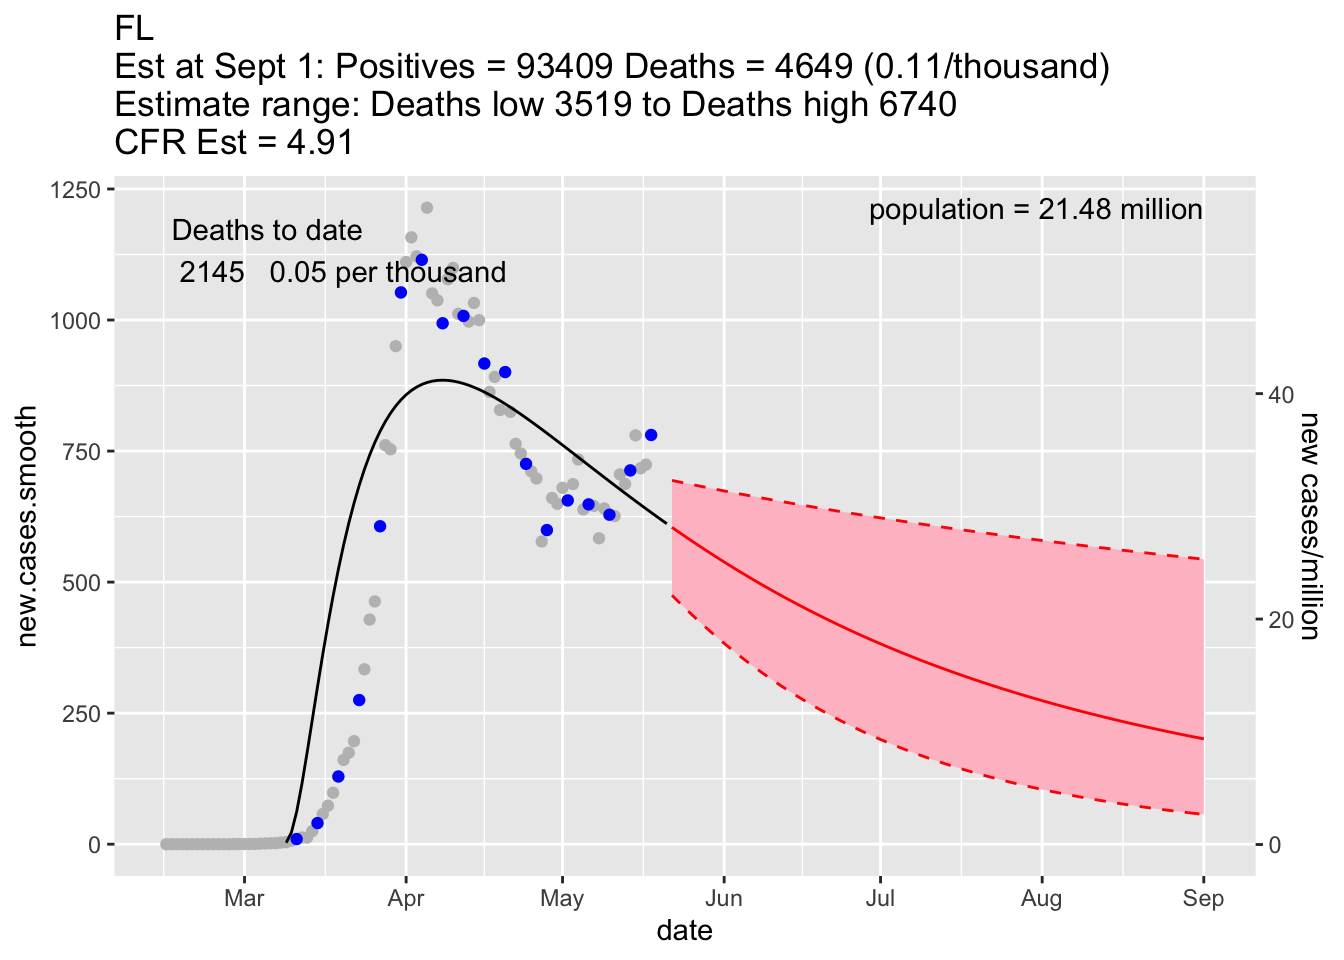 FL
Est at Sept 1: Positives = 93409 Deaths = 4649 (0.11/thousand)
Estimate range: Deaths low 3519 to Deaths high 6740
CFR Est = 4.91
Deaths to date
2145 0.05 per thousand
population = 21.48 million
new.cases.smooth
1250
1000
750
500
250
0
40
20
0
new cases/million
Mar Apr May Jun Jul Aug Sep
date